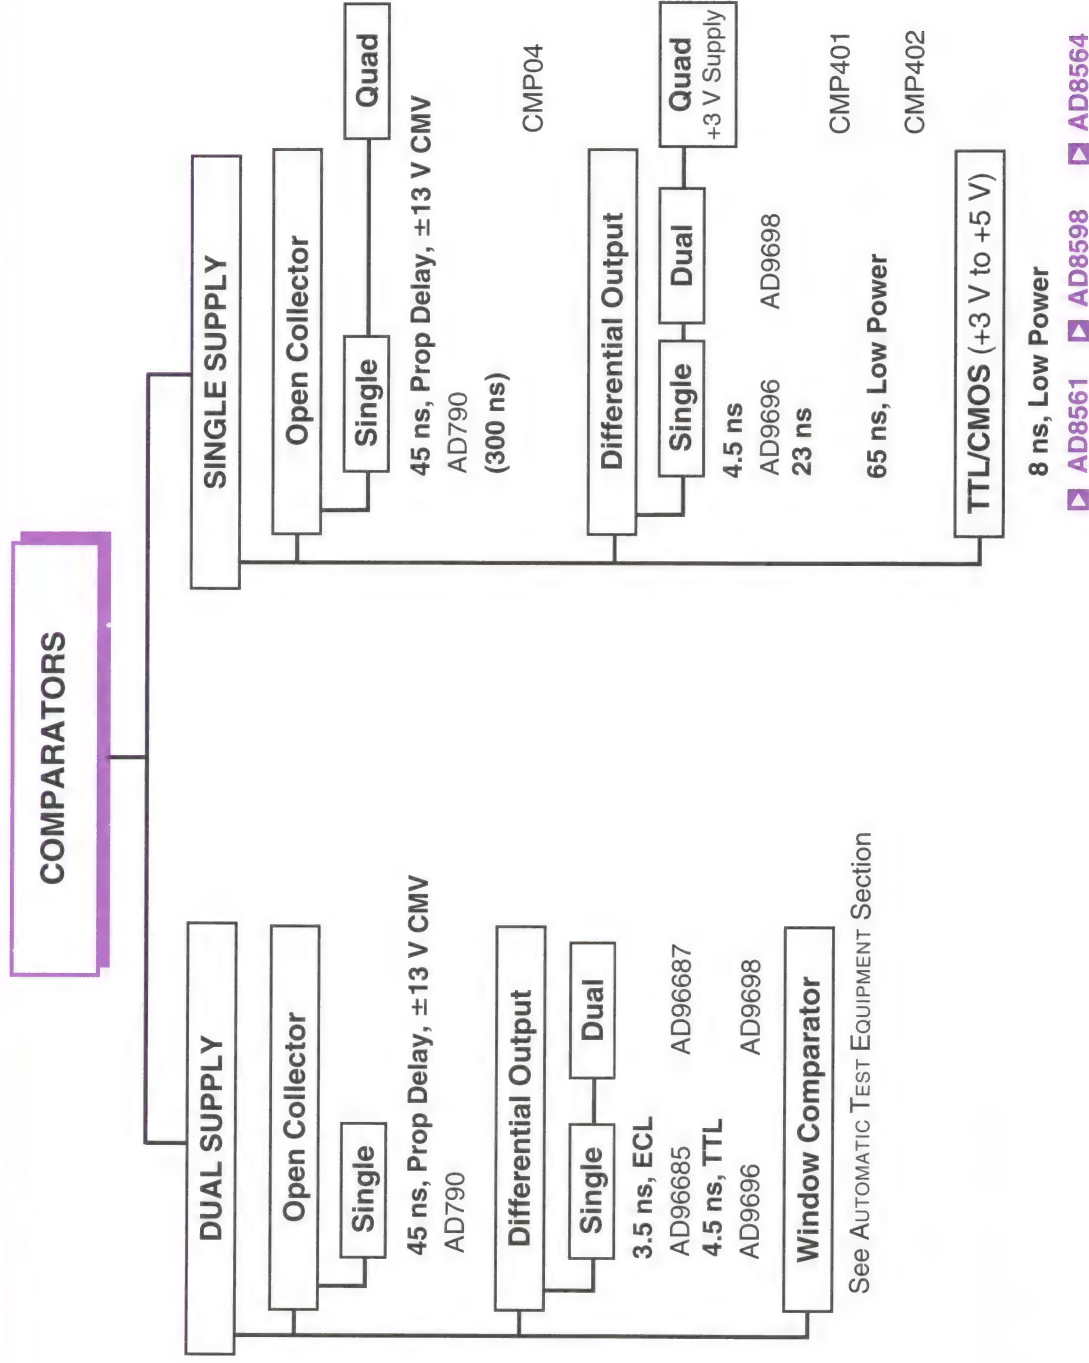 COMPARATORS
DUAL SUPPLY
Open Collector
Single
45 ns, Prop Delay, ±13 V CMV
AD790
Differential Output
Single Dual
3.5 ns, ECL
AD96685 AD96687
4.5 ns, TTL
AD9696 AD9698
Window Comparator
See AUTOMATIC TEST EQUIPMENT Section
SINGLE SUPPLY
Open Collector
Single Quad
45 ns, Prop Delay, ±13 V CMV
AD790
(300 ns)
CMP04
Differential Output
Single Dual Quad
+3 V Supply
4.5 ns
AD9696 AD9698
23 ns
CMP401
65 ns, Low Power
CMP402
TTL/CMOS (+3 V to +5 V)
8 ns, Low Power
AD8561 AD8598 AD8564